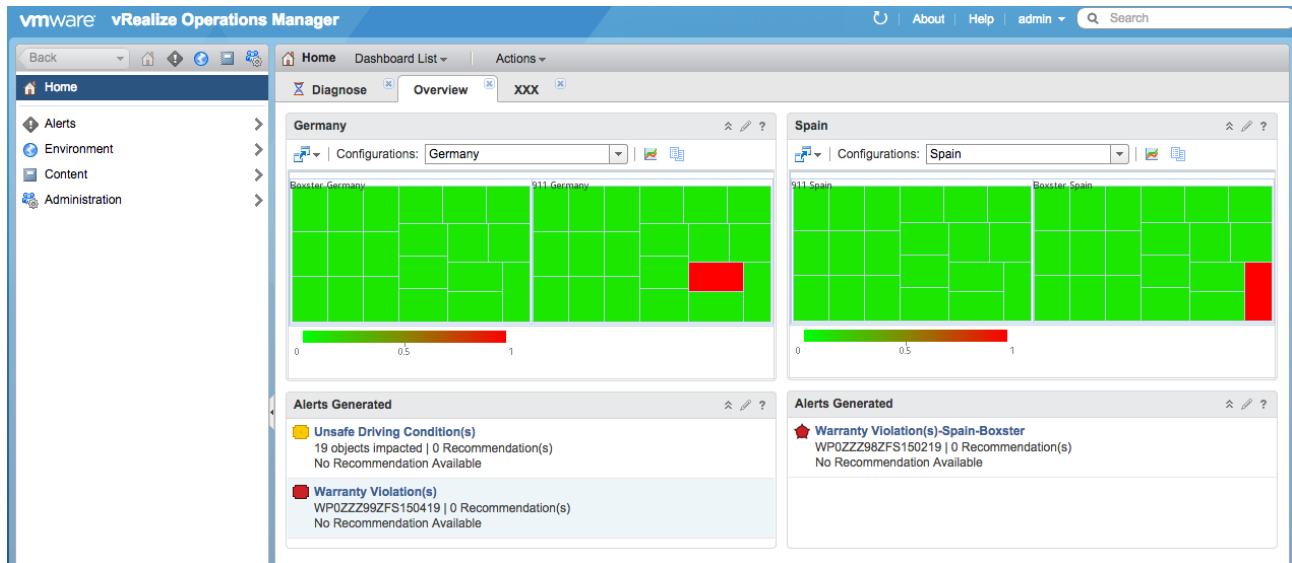 vmware vRealize Operations Manager
About | Help | admin
Search
Back
Home
Alerts
Environment
Content
Administration
Home Dashboard List Actions
Diagnose Overview XXX
Germany
Configurations: Germany
Boxster Germany 911 Germany
0 0.5 1
Spain
Configurations: Spain
911 Spain Boxster Spain
0 0.5 1
Alerts Generated
Unsafe Driving Condition(s)
19 objects impacted | 0 Recommendation(s)
No Recommendation Available
Warranty Violation(s)
WP0ZZZ99ZFS150419 | 0 Recommendation(s)
No Recommendation Available
Alerts Generated
Warranty Violation(s)-Spain-Boxster
WP0ZZZ98ZFS150219 | 0 Recommendation(s)
No Recommendation Available